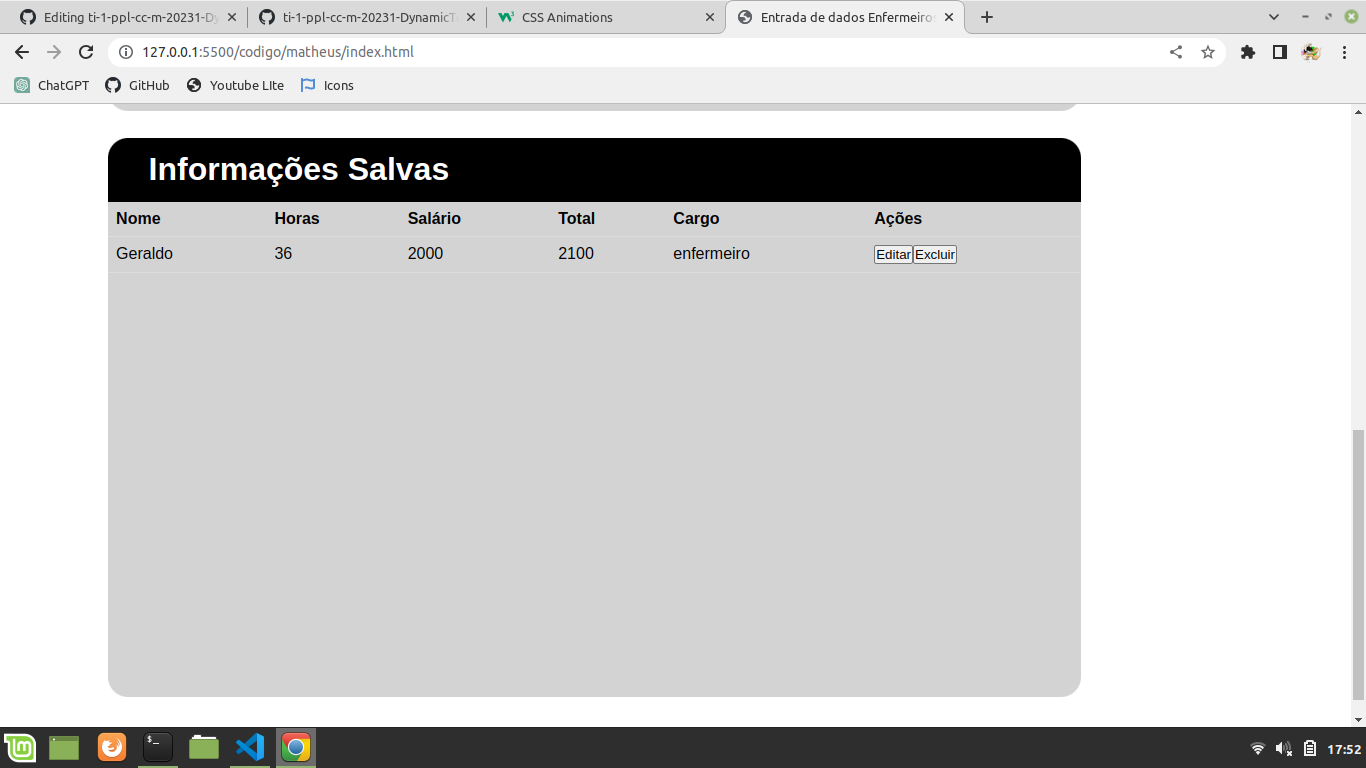 Editing ti-1-ppl-cc-m-20231-Dy
ti-1-ppl-cc-m-20231-DynamicT
CSS Animations
Entrada de dados Enfermeiro
127.0.0.1:5500/codigo/matheus/index.html
ChatGPT
GitHub
Youtube LIte
Icons
Informações Salvas
Nome Horas Salário Total Cargo Ações
Geraldo 36 2000 2100 enfermeiro Editar Excluir
17:52